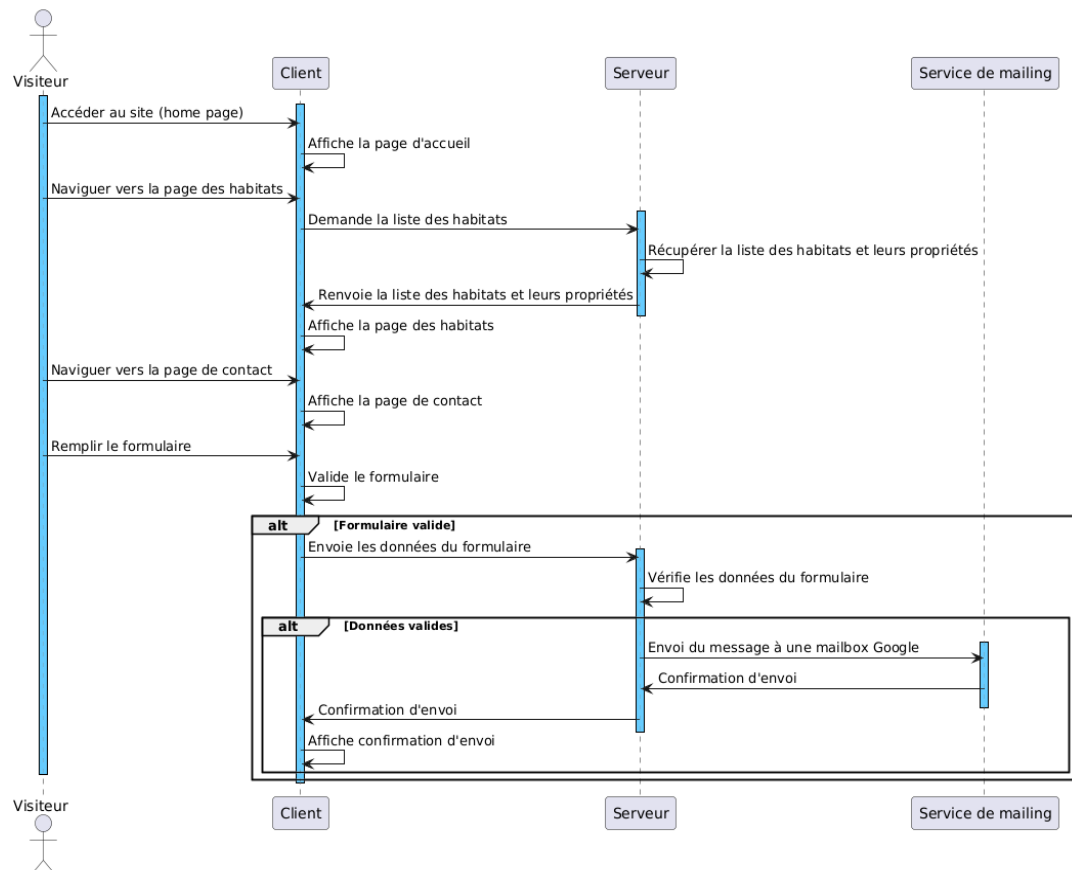 Visiteur
Client
Serveur
Service de mailing
Accéder au site (home page)
Affiche la page d'accueil
Naviguer vers la page des habitats
Demande la liste des habitats
Récupérer la liste des habitats et leurs propriétés
Renvoie la liste des habitats et leurs propriétés
Affiche la page des habitats
Naviguer vers la page de contact
Affiche la page de contact
Remplir le formulaire
Valide le formulaire
alt [Formulaire valide]
Envoie les données du formulaire
Vérifie les données du formulaire
alt [Données valides]
Envoi du message à une mailbox Google
Confirmation d'envoi
Confirmation d'envoi
Affiche confirmation d'envoi
Visiteur
Client
Serveur
Service de mailing